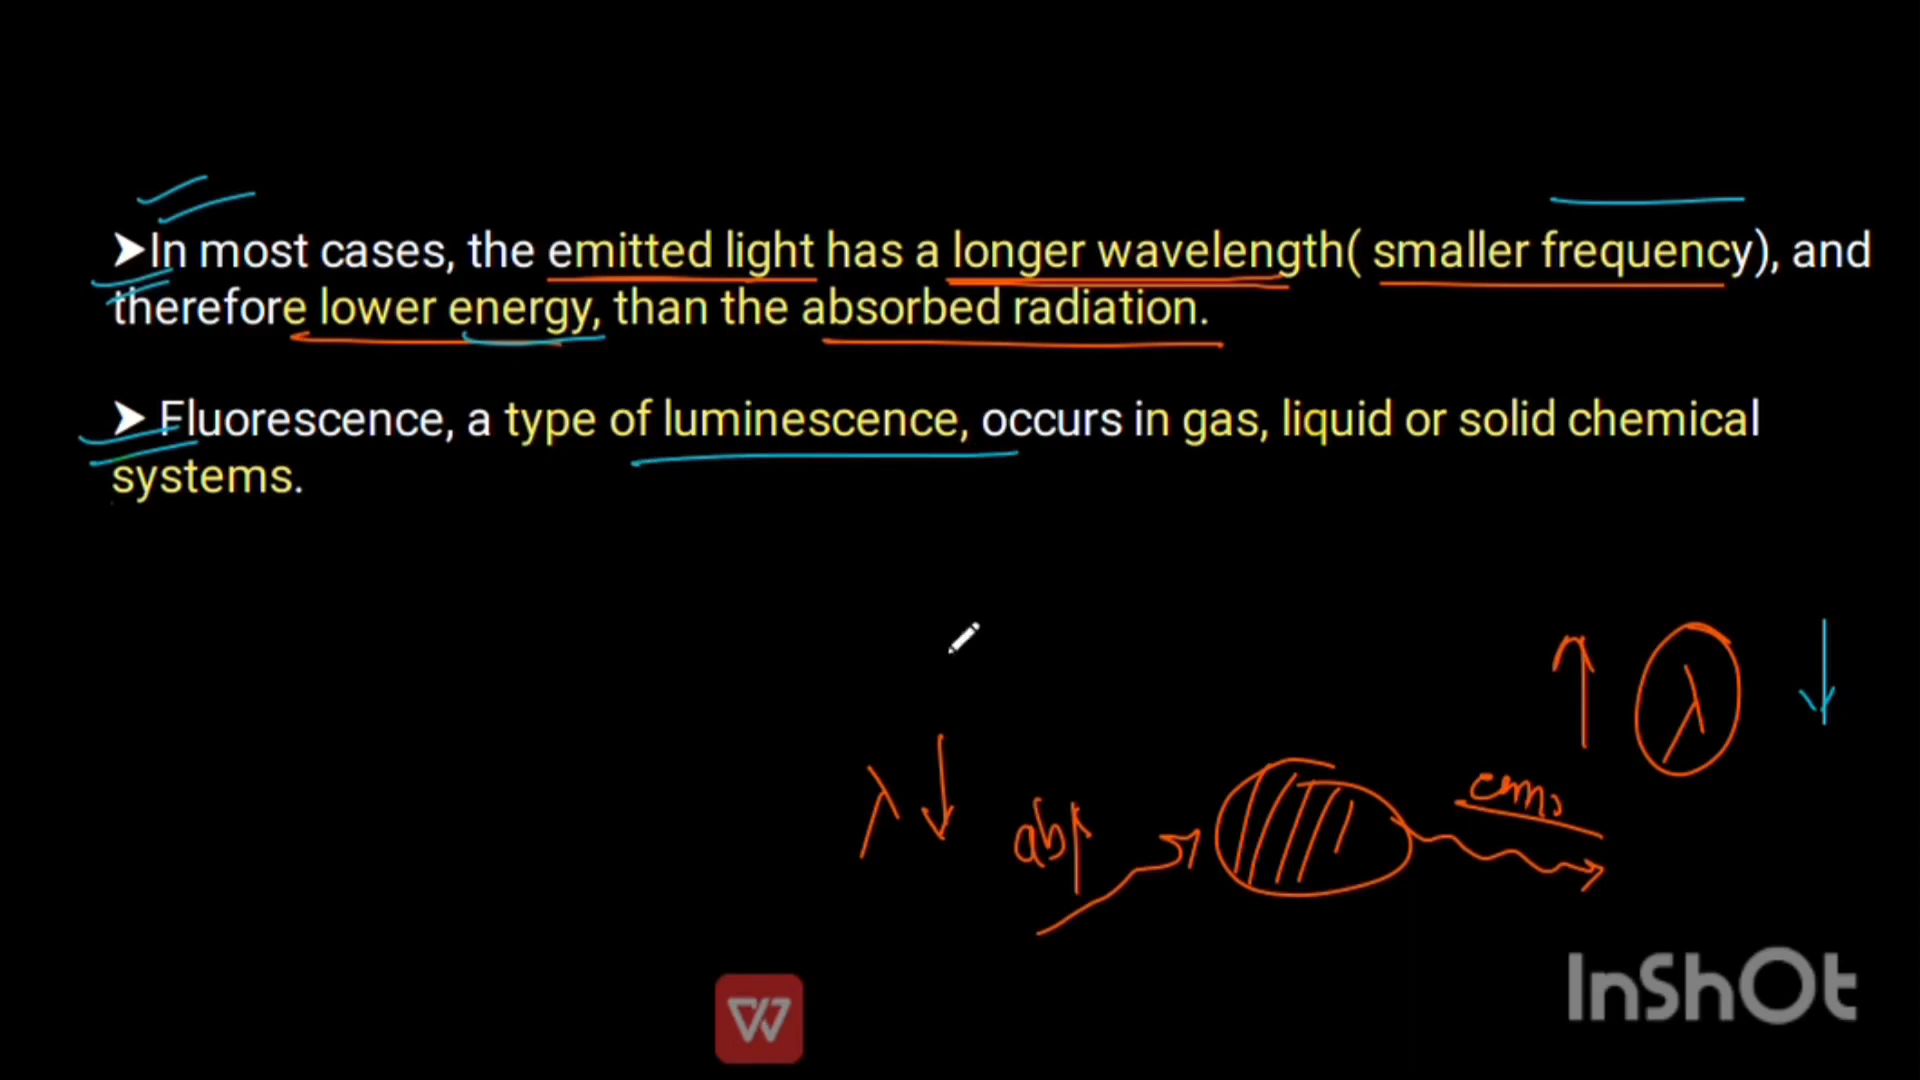 ➤In most cases, the emitted light has a longer wavelength( smaller frequency), and
therefore lower energy, than the absorbed radiation.
➤ Fluorescence, a type of luminescence, occurs in gas, liquid or solid chemical
systems.
↑ λ ↓
λ ↓
W
InShOt